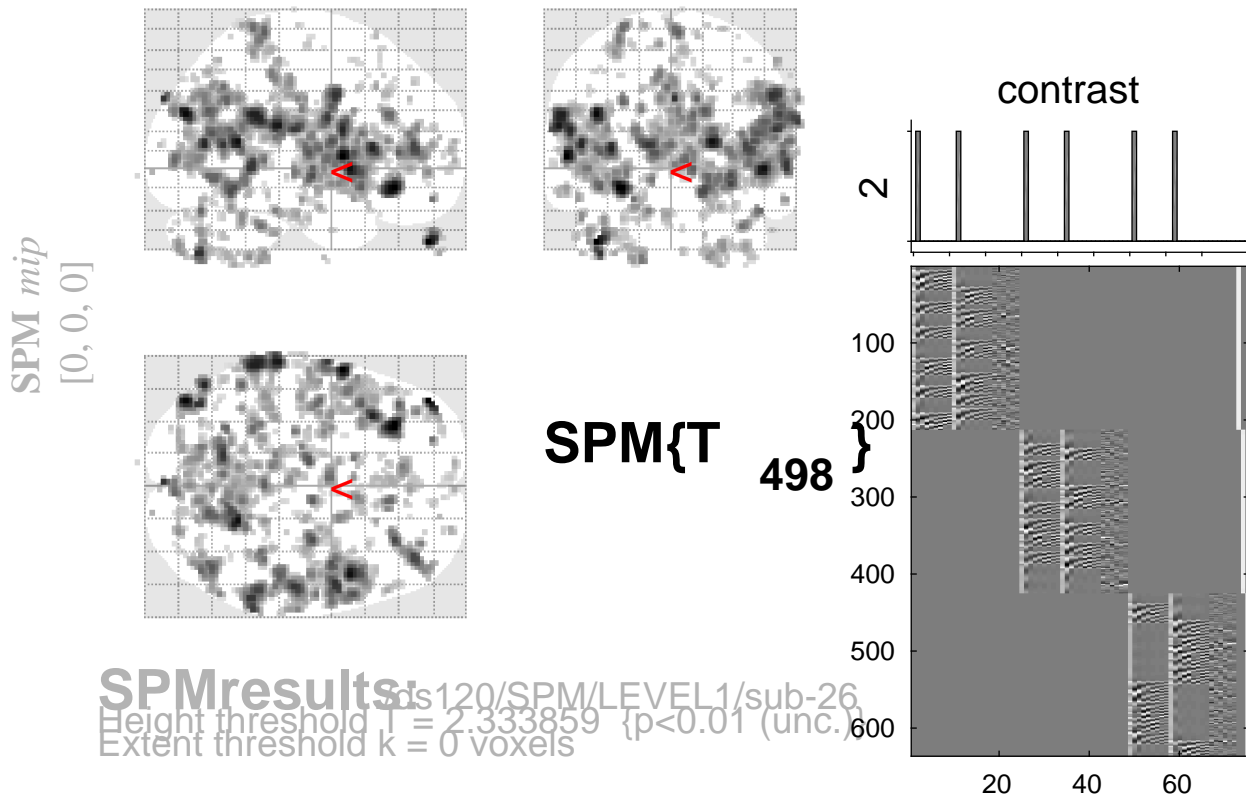 SPM mip
[0, 0, 0]
<
<
<
SPM{T498}
contrast
2
100
200
300
400
500
600
20 40 60
SPMresults: /ds120/SPM/LEVEL1/sub-26
Height threshold T = 2.333859 {p<0.01 (unc.)}
Extent threshold k = 0 voxels